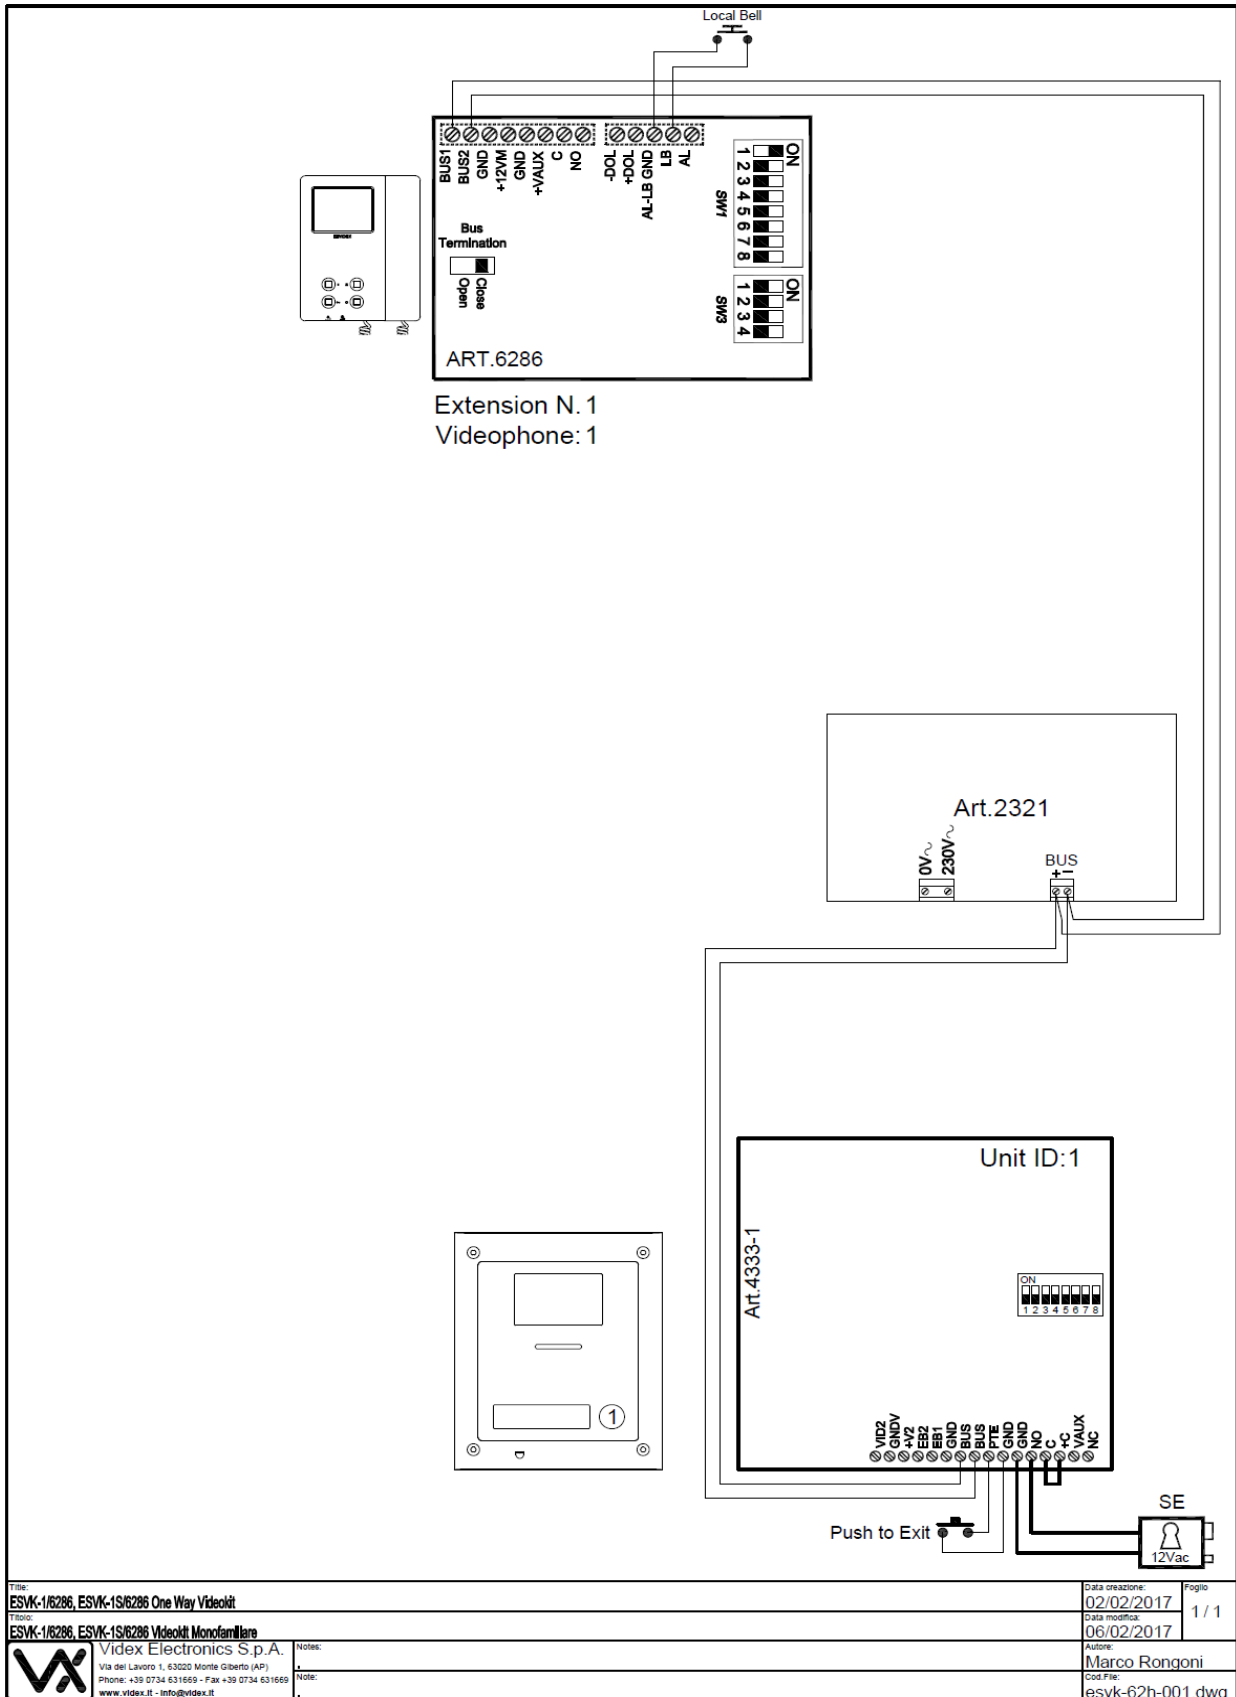 Local Bell
BUS1
BUS2
GND
+12VM
GND
+VAUX
C
NO
-DOL
+DOL
AL-LB GND
LB
AL
1 2 3 4 5 6 7 8
ON
SW1
Bus
Termination
Open
Close
1 2 3 4
ON
SW3
ART.6286
Extension N. 1
Videophone: 1
Art.2321
0V~
230V~
BUS
+ -
Unit ID:1
Art.4333-1
ON
1 2 3 4 5 6 7 8
1
VID2
GNDV
+V2
EB2
EB1
GND
BUS
BUS
PTE
GND
GND
NO
C
+C
VAUX
NC
Push to Exit
SE
12Vac
Title:
ESVK-1/6286, ESVK-1S/6286 One Way Videokit
Titolo:
ESVK-1/6286, ESVK-1S/6286 Videokit Monofamiliare
Data creazione:
02/02/2017
Data modifica:
06/02/2017
Foglio
1 / 1
Videx Electronics S.p.A.
Via del Lavoro 1, 63020 Monte Giberto (AP)
Phone: +39 0734 631669 - Fax +39 0734 631669
www.videx.it - info@videx.it
Notes:
.
Note:
.
Autore:
Marco Rongoni
Cod.File:
esvk-62h-001.dwg